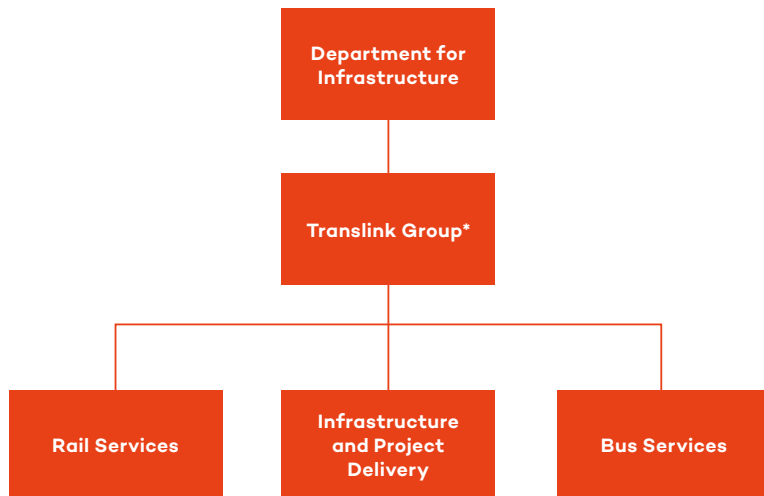 Department for
Infrastructure
Translink Group*
Rail Services
Infrastructure
and Project
Delivery
Bus Services